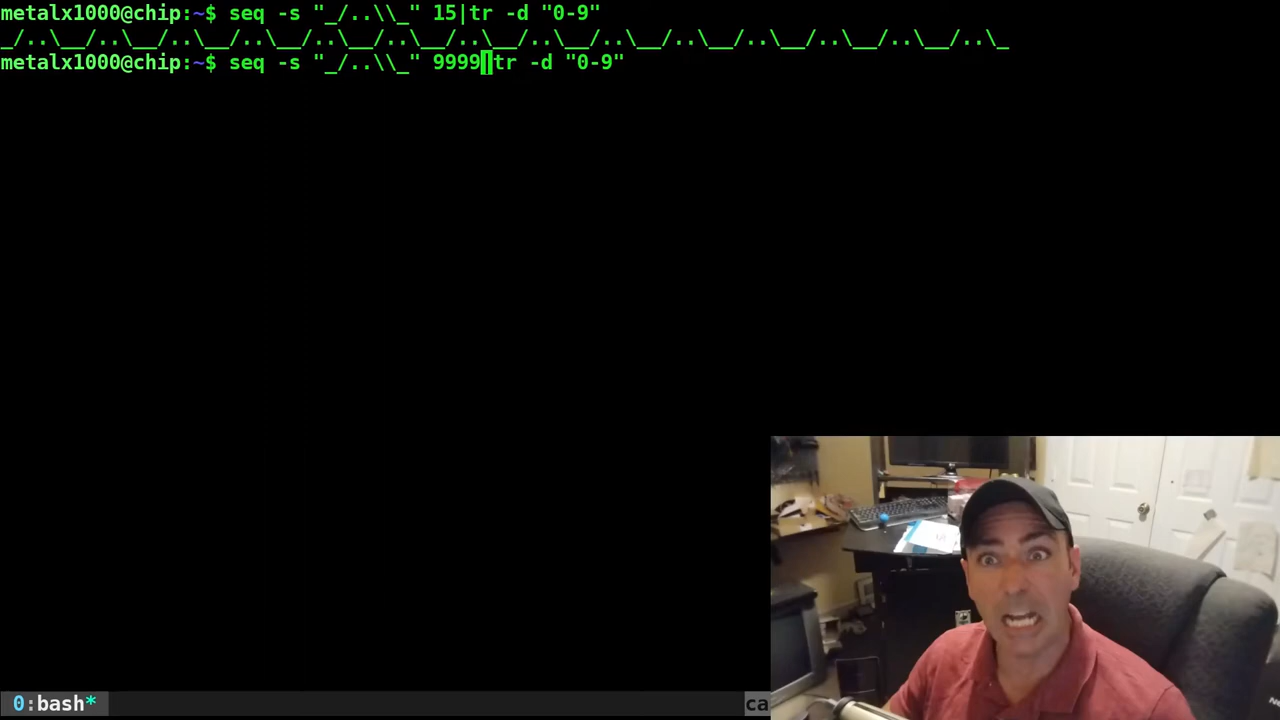 metalx1000@chip:~$ seq -s "_/..\\_" 15|tr -d "0-9"
_/..\__/..\__/..\__/..\__/..\__/..\__/..\__/..\__/..\__/..\__/..\__/..\__/..\__/..\_
metalx1000@chip:~$ seq -s "_/..\\_" 9999|tr -d "0-9"
0:bash* ca